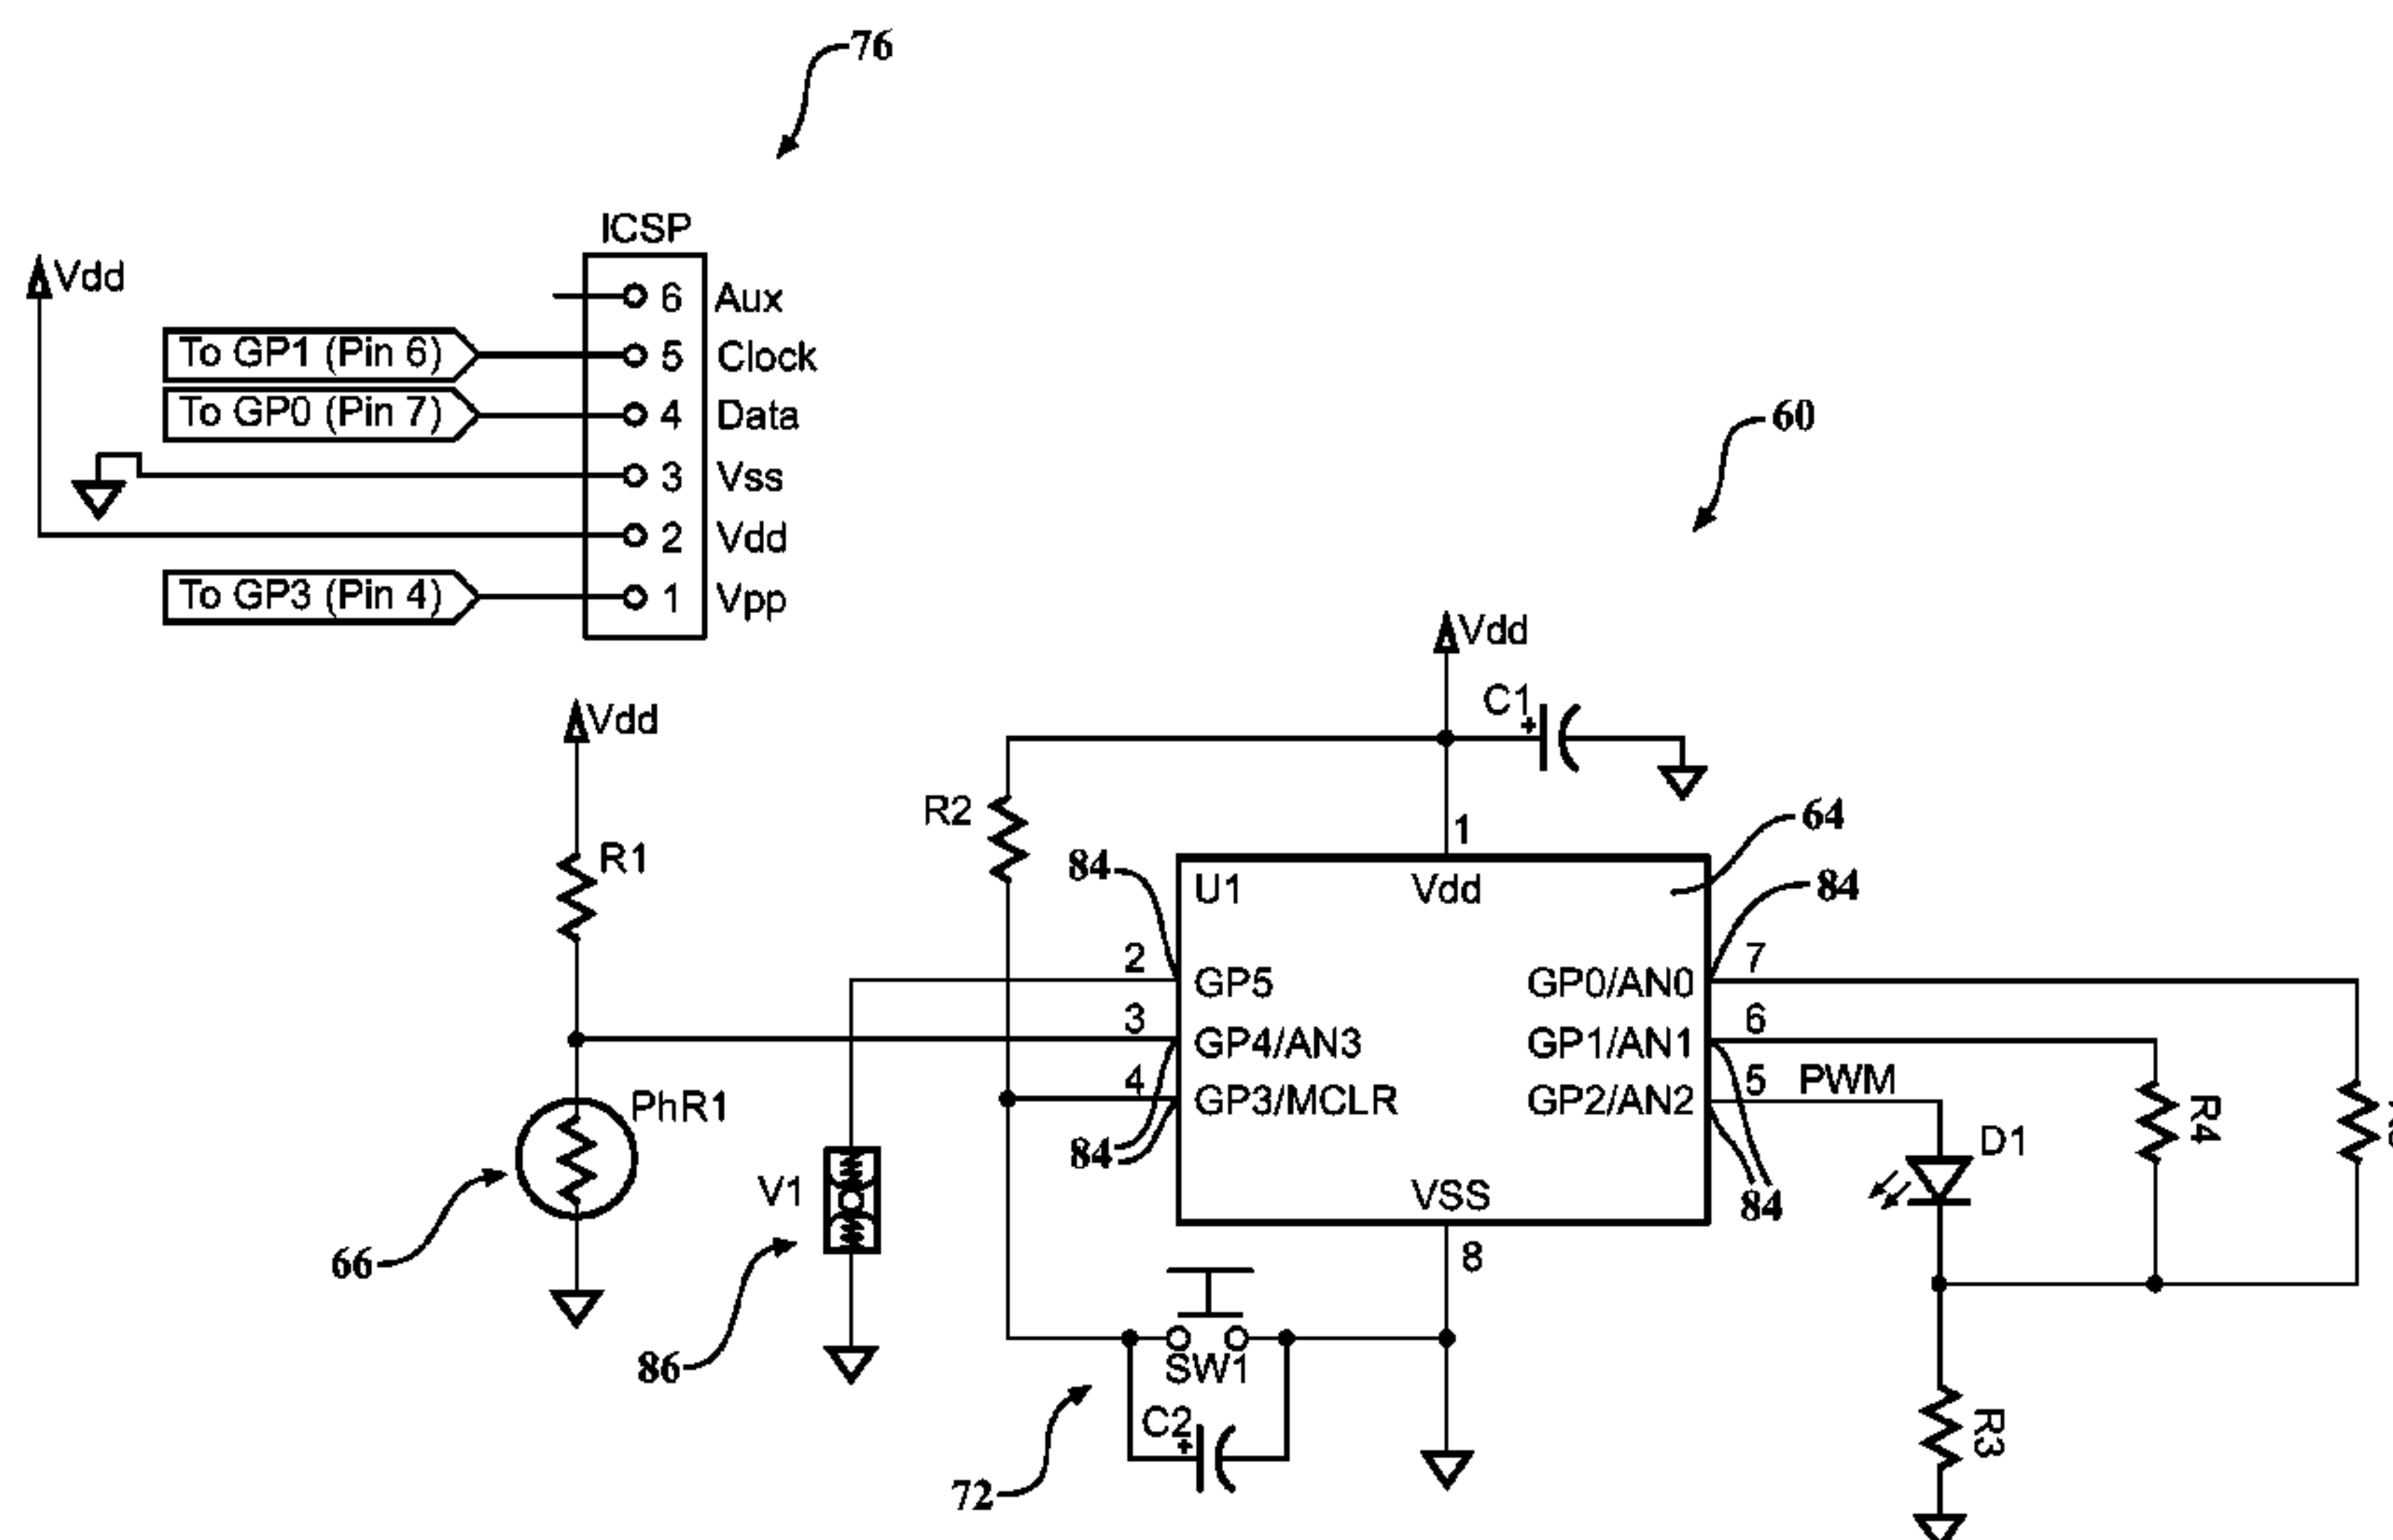 76
ICSP
Vdd
6 Aux
To GP1 (Pin 6) 5 Clock
To GP0 (Pin 7) 4 Data
3 Vss
2 Vdd
To GP3 (Pin 4) 1 Vpp
60
Vdd
C1
+
Vdd
R2
1
64
R1
84
U1
Vdd
84
2
GP5
GP0/AN0
7
3
GP4/AN3
GP1/AN1
6
4
GP3/MCLR
GP2/AN2
5
PWM
PhR1
84
R4
D1
V1
VSS
84
66
8
86
SW1
C2
+
R3
72